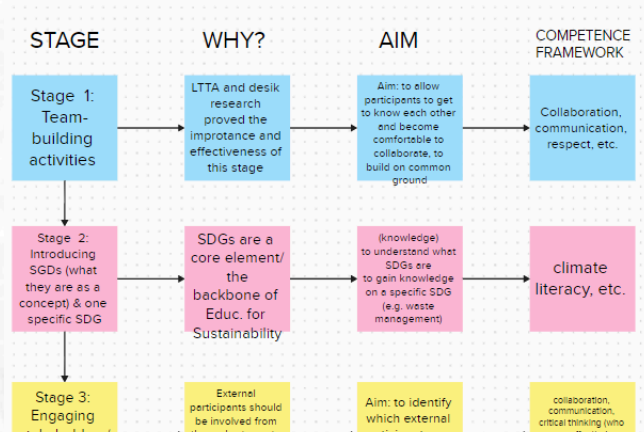 STAGE
WHY?
AIM
COMPETENCE
FRAMEWORK
Stage 1:
Team-
building
activities
LTTA and desik
research
proved the
improtance and
effectiveness of
this stage
Aim: to allow
participants to get
to know each other
and become
comfortable to
collaborate, to
build on common
ground
Collaboration,
communication,
respect, etc.
Stage 2:
Introducing
SGDs (what
they are as a
concept) & one
specific SDG
SDGs are a
core element/
the
backbone of
Educ. for
Sustainability
(knowledge)
to understand what
SDGs are
to gain knowledge
on a specific SDG
(e.g. waste
management)
climate
literacy, etc.
Stage 3:
Engaging
External
participants should
be involved from
Aim: to identify
which external
collaboration,
communication,
critical thinking (who